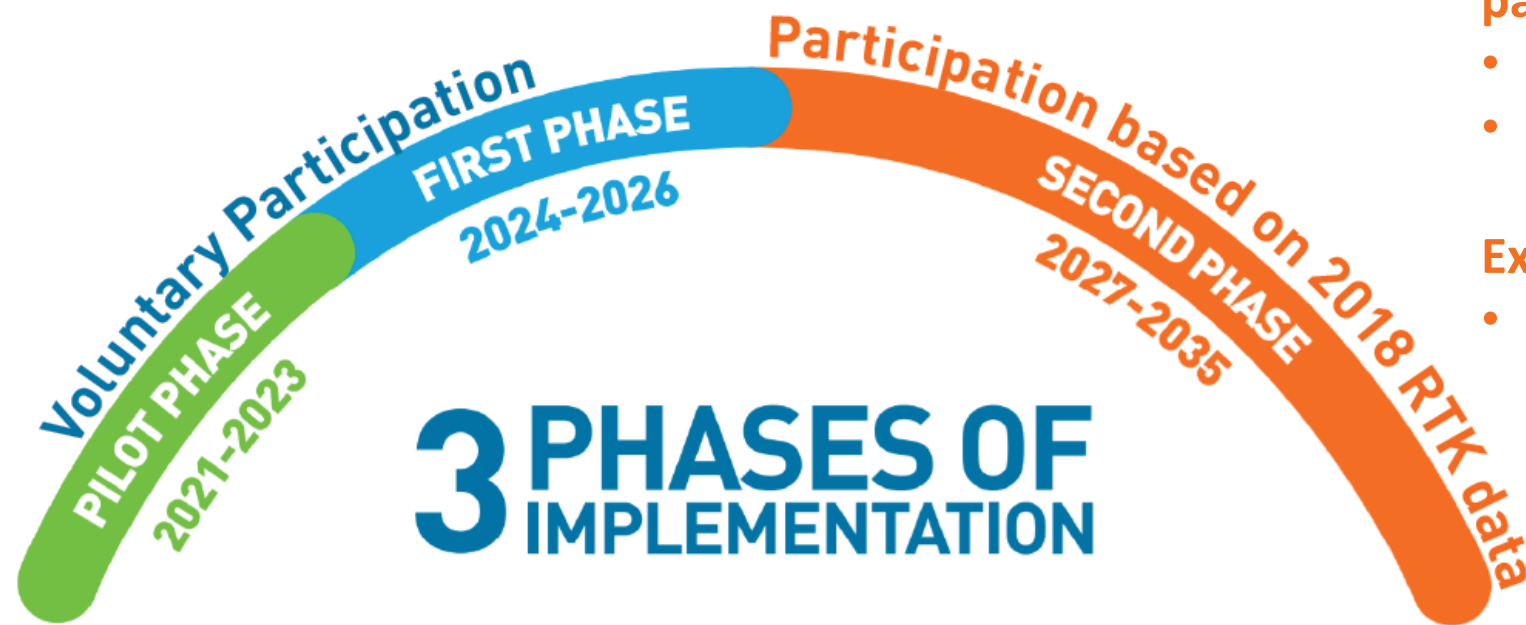 Voluntary Participation
PILOT PHASE
2021-2023
FIRST PHASE
2024-2026
Participation based on 2018 RTK data
SECOND PHASE
2027-2035
3 PHASES OF
IMPLEMENTATION